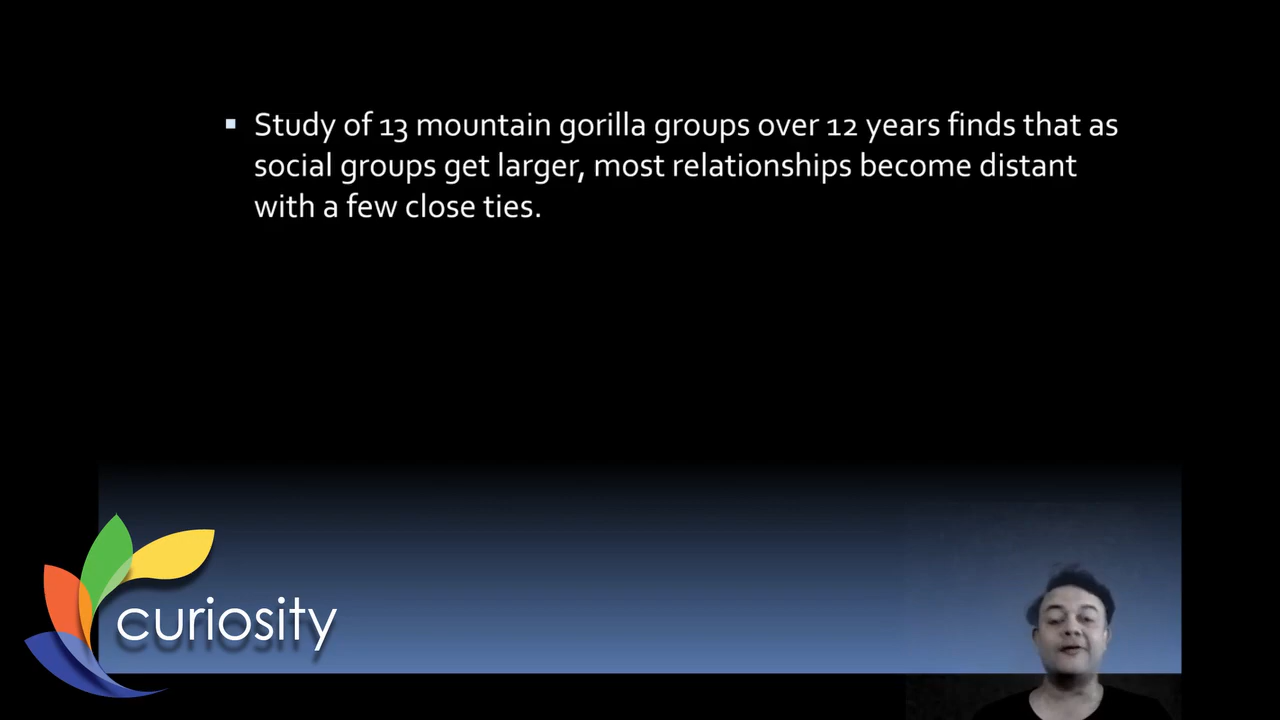 Study of 13 mountain gorilla groups over 12 years finds that as
social groups get larger, most relationships become distant
with a few close ties.
curiosity